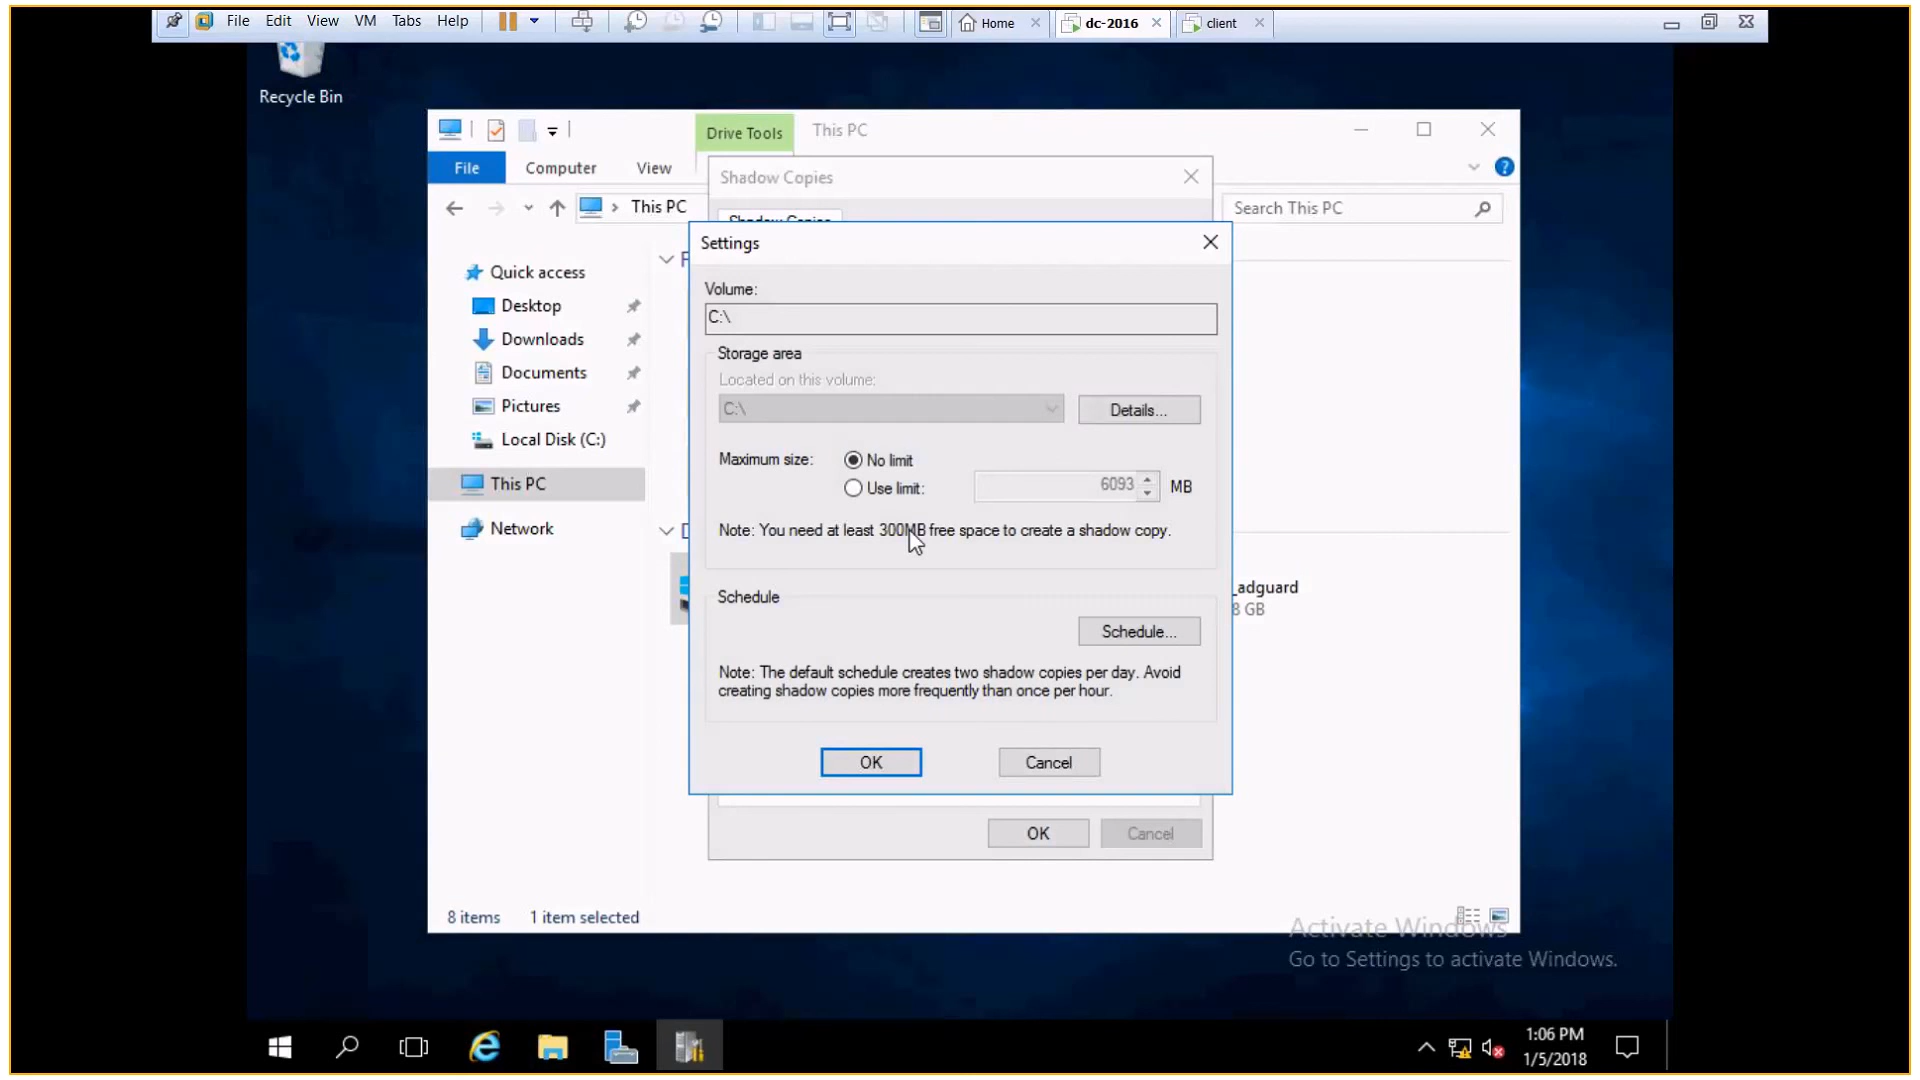 File Edit View VM Tabs Help
Home
dc-2016
client
Recycle Bin
Drive Tools
This PC
File
Computer
View
This PC
Search This PC
Shadow Copies
Shadow Copies
Quick access
Desktop
Downloads
Documents
Pictures
Local Disk (C:)
This PC
Network
Settings
Volume:
C:\
Storage area
Located on this volume:
C:\
Details...
Maximum size:
No limit
Use limit:
6093
MB
Note: You need at least 300MB free space to create a shadow copy.
Schedule
Schedule...
Note: The default schedule creates two shadow copies per day. Avoid
creating shadow copies more frequently than once per hour.
OK
Cancel
_adguard
8 GB
OK
Cancel
8 items
1 item selected
Activate Windows
Go to Settings to activate Windows.
1:06 PM
1/5/2018